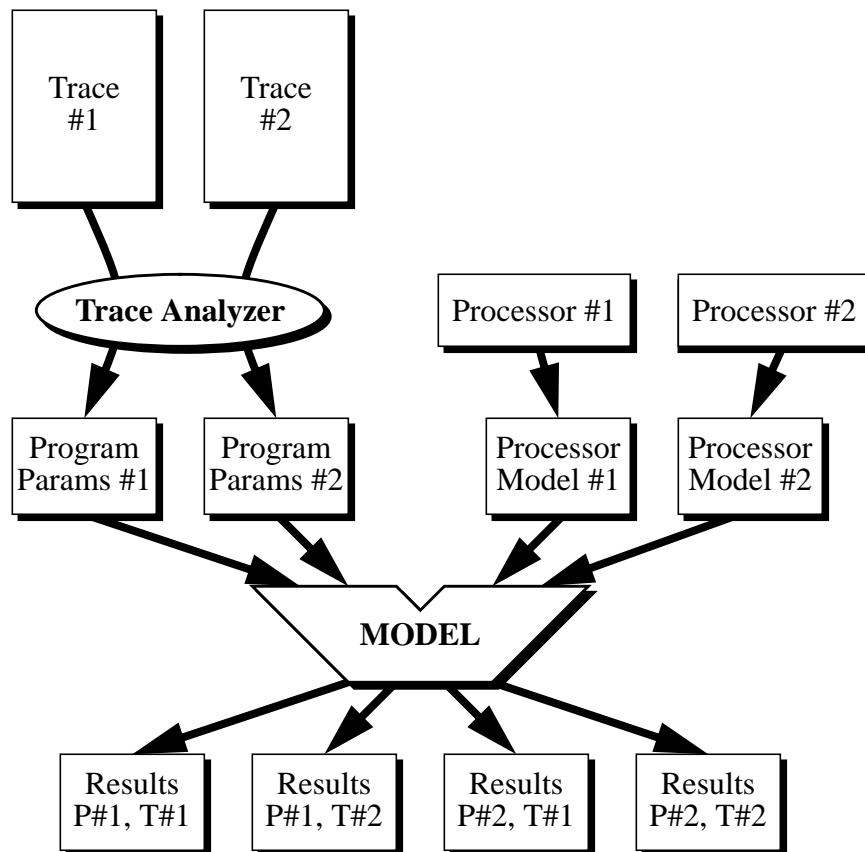 Trace
#1
Trace
#2
Trace Analyzer
Processor #1
Processor #2
Program
Params #1
Program
Params #2
Processor
Model #1
Processor
Model #2
MODEL
Results
P#1, T#1
Results
P#1, T#2
Results
P#2, T#1
Results
P#2, T#2